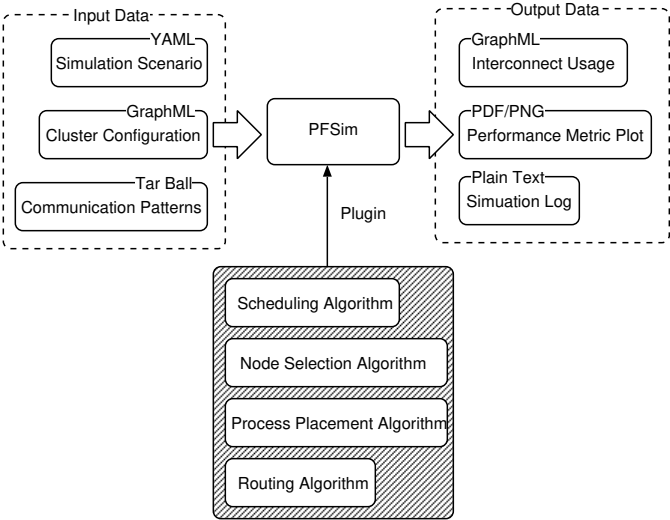 Input Data
YAML
Simulation Scenario
GraphML
Cluster Configuration
Tar Ball
Communication Patterns
PFSim
Output Data
GraphML
Interconnect Usage
PDF/PNG
Performance Metric Plot
Plain Text
Simuation Log
Plugin
Scheduling Algorithm
Node Selection Algorithm
Process Placement Algorithm
Routing Algorithm